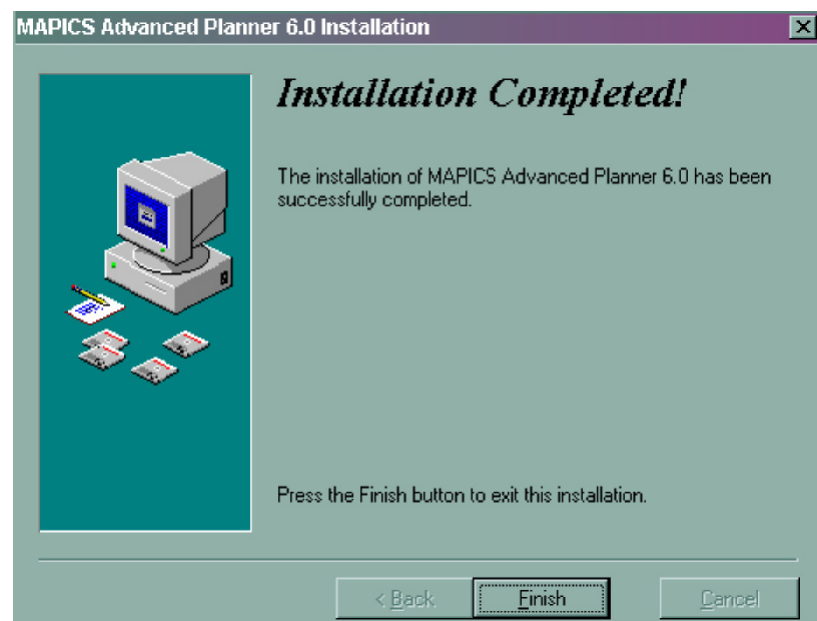 MAPICS Advanced Planner 6.0 Installation
Installation Completed!
The installation of MAPICS Advanced Planner 6.0 has been
successfully completed.
Press the Finish button to exit this installation.
< Back
Finish
Cancel